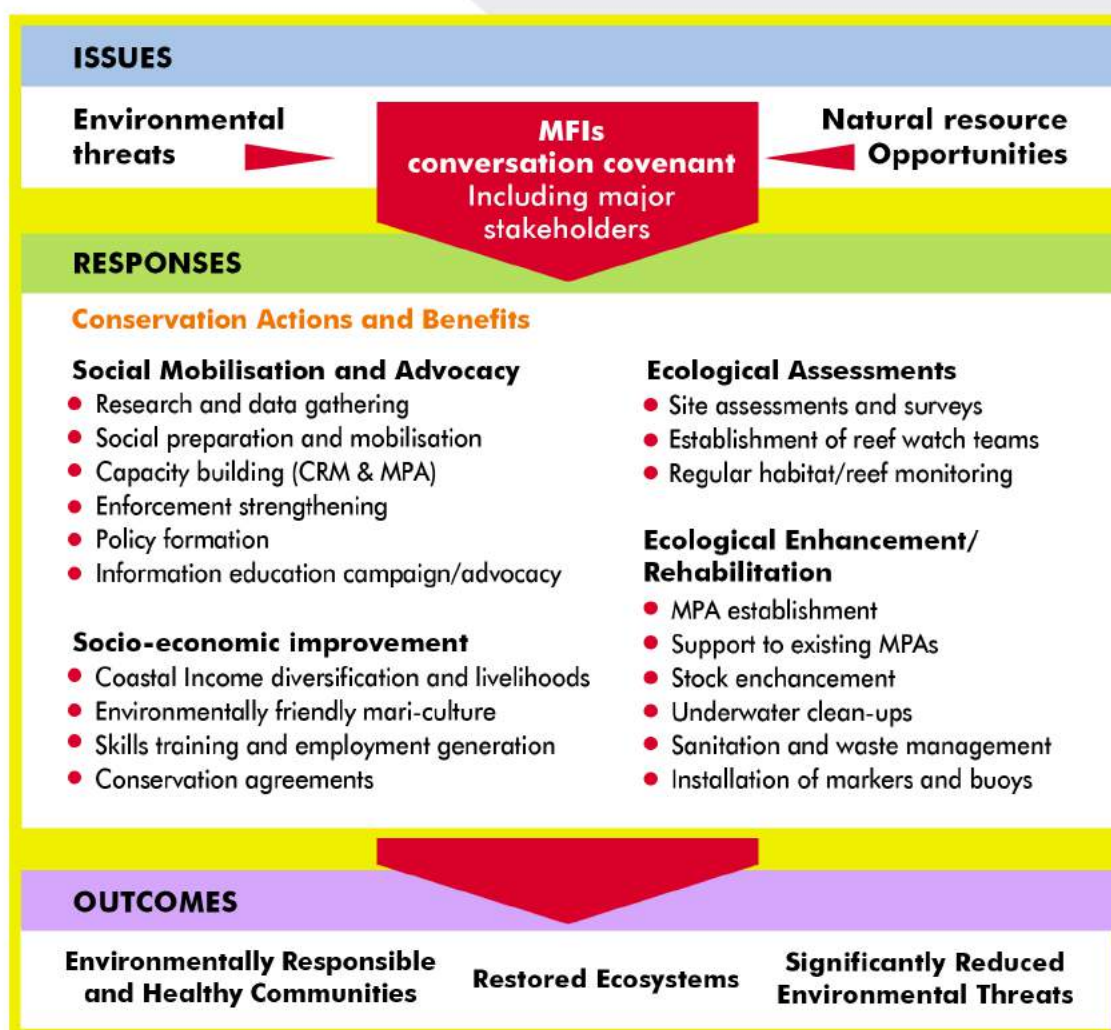 ISSUES
Environmental
threats
MFIs
conversation covenant
Including major
stakeholders
Natural resource
Opportunities
RESPONSES
Conservation Actions and Benefits
Social Mobilisation and Advocacy
• Research and data gathering
• Social preparation and mobilisation
• Capacity building (CRM & MPA)
• Enforcement strengthening
• Policy formation
• Information education campaign/advocacy
Socio-economic improvement
• Coastal Income diversification and livelihoods
• Environmentally friendly mari-culture
• Skills training and employment generation
• Conservation agreements
Ecological Assessments
• Site assessments and surveys
• Establishment of reef watch teams
• Regular habitat/reef monitoring
Ecological Enhancement/
Rehabilitation
• MPA establishment
• Support to existing MPAs
• Stock enchancement
• Underwater clean-ups
• Sanitation and waste management
• Installation of markers and buoys
OUTCOMES
Environmentally Responsible
and Healthy Communities
Restored Ecosystems
Significantly Reduced
Environmental Threats